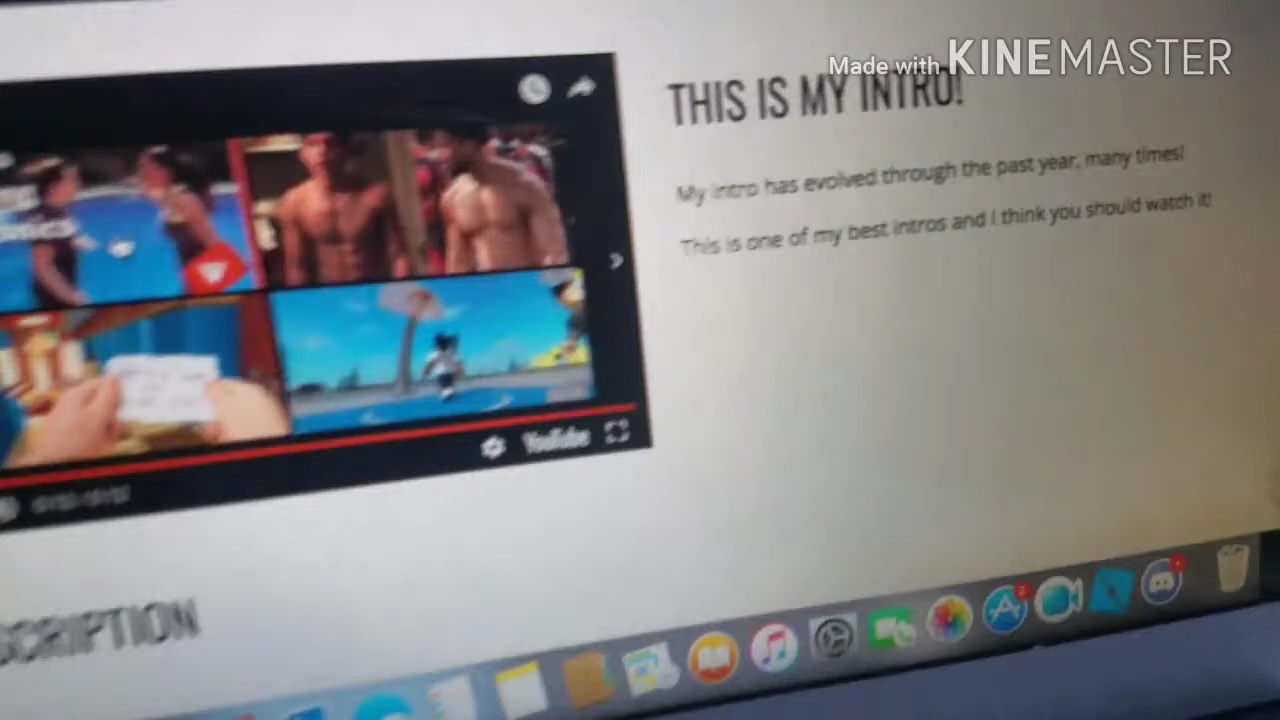 Made with KINEMASTER
THIS IS MY INTRO!
My intro has evolved through the past year, many times!
This is one of my best intros and I think you should watch it!
YouTube
SCRIPTION